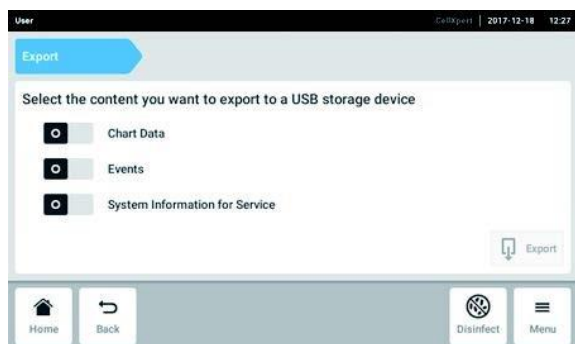 User CellXpert 2017-12-18 12:27
Export
Select the content you want to export to a USB storage device
Chart Data
Events
System Information for Service
Export
Home Back Disinfect Menu